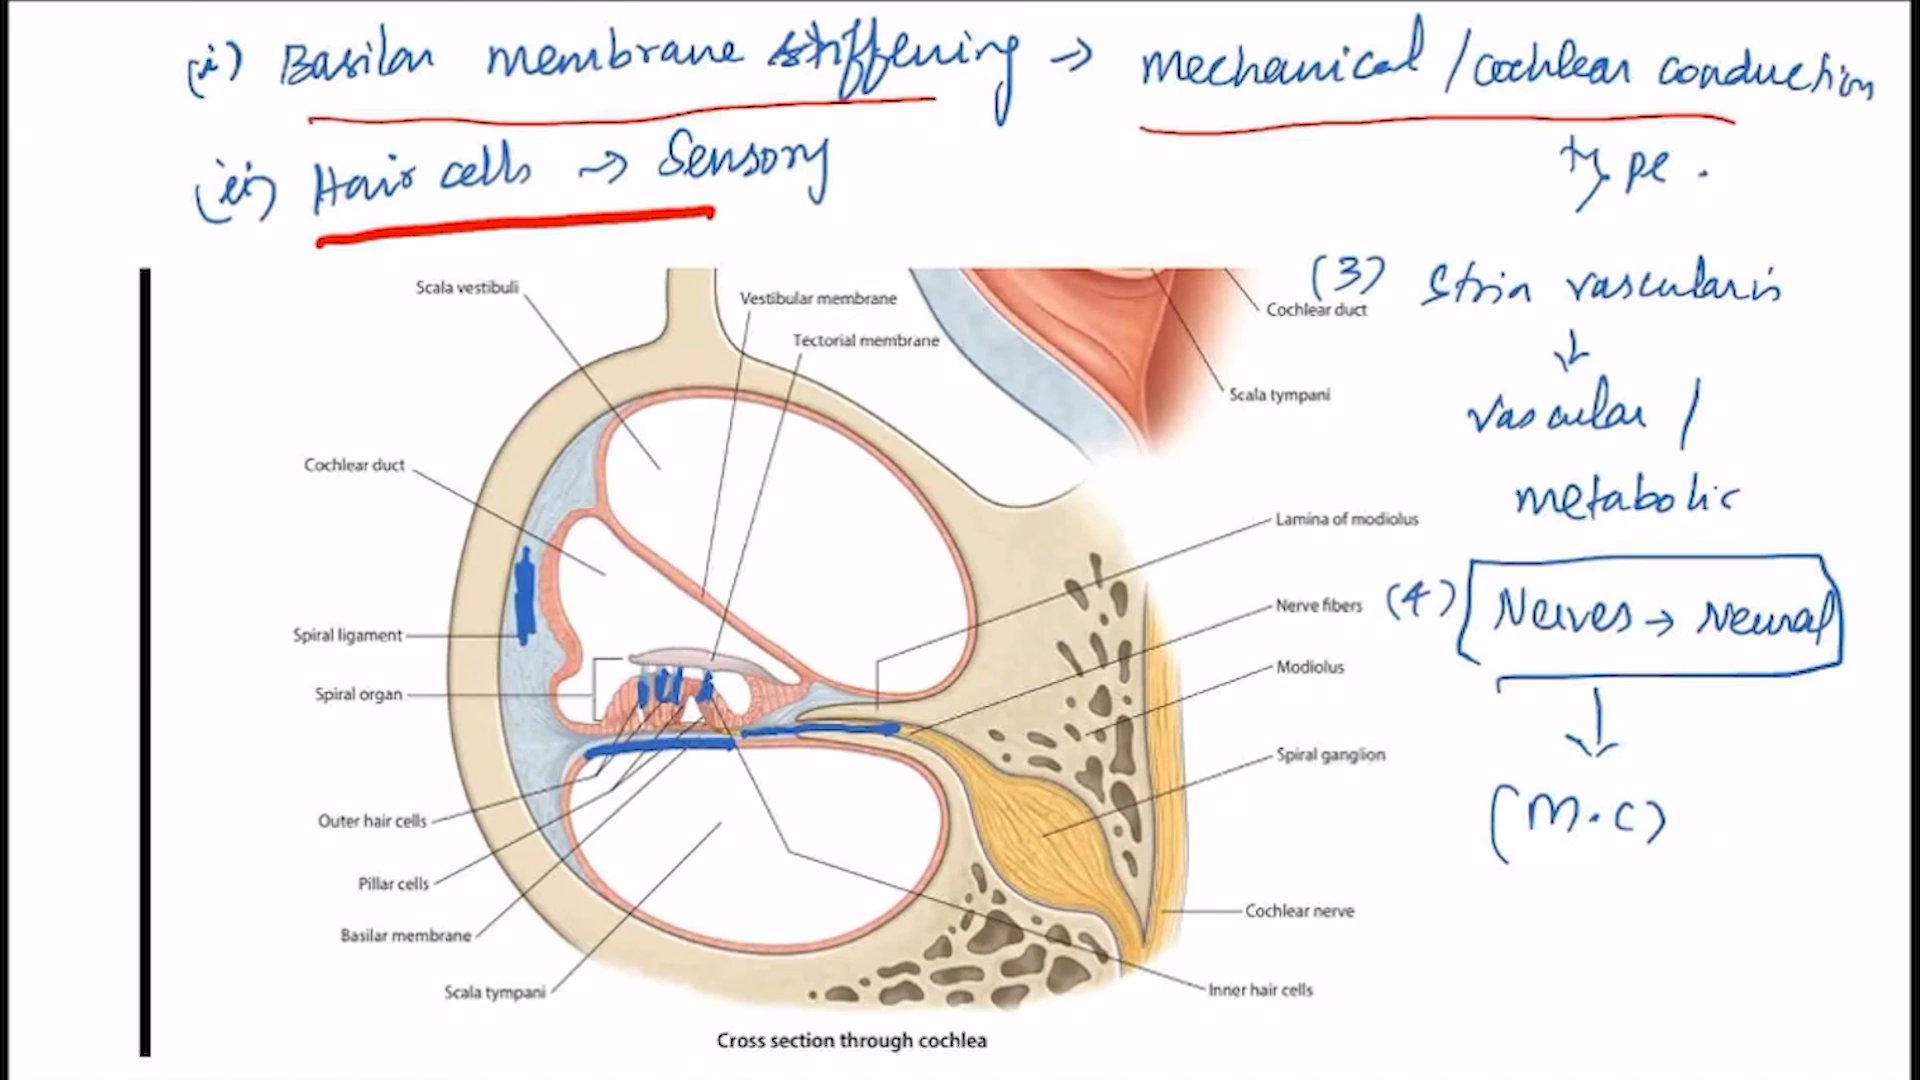 (i) Basilar membrane stiffening → mechanical / cochlear conduction
type.
(ii) Hair cells → Sensory
(3) Stria vascularis
↓
vascular /
metabolic
(4) Nerves → Neural
↓
(M.C)
Scala vestibuli
Vestibular membrane
Tectorial membrane
Cochlear duct
Scala tympani
Cochlear duct
Lamina of modiolus
Nerve fibers
Spiral ligament
Modiolus
Spiral organ
Spiral ganglion
Outer hair cells
Pillar cells
Cochlear nerve
Basilar membrane
Scala tympani
Inner hair cells
Cross section through cochlea